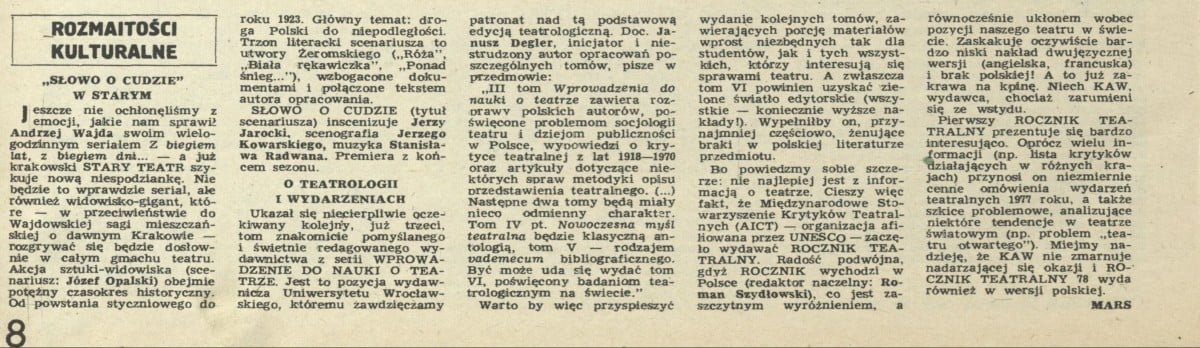 ROZMAITOŚCI
KULTURALNE
„SŁOWO O CUDZIE”
W STARYM
Jeszcze nie ochłonęliśmy z
emocji, jakie nam sprawił
Andrzej Wajda swoim wielo-
godzinnym serialem Z biegiem
lat, z biegiem dni... — a już
krakowski STARY TEATR szy-
kuje nową niespodziankę. Nie
będzie to wprawdzie serial, ale
również widowisko-gigant, któ-
re — w przeciwieństwie do
Wajdowskiej sagi mieszczań-
skiej o dawnym Krakowie —
rozgrywać się będzie dosłow-
nie w całym gmachu teatru.
Akcja sztuki-widowiska (sce-
nariusz: Józef Opalski) obejmie
potężny czasokres historyczny.
Od powstania styczniowego do
roku 1923. Główny temat: dro-
ga Polski do niepodległości.
Trzon literacki scenariusza to
utwory Żeromskiego („Róża”,
„Biała rękawiczka”, „Ponad
śnieg...”), wzbogacone doku-
mentami i połączone tekstem
autora opracowania.
SŁOWO O CUDZIE (tytuł
scenariusza) inscenizuje Jerzy
Jarocki, scenografia Jerzego
Kowarskiego, muzyka Stanisła-
wa Radwana. Premiera z koń-
cem sezonu.
O TEATROLOGII
I WYDARZENIACH
Ukazał się niecierpliwie ocze-
kiwany kolejny, już trzeci,
tom znakomicie pomyślanego
i świetnie redagowanego wy-
dawnictwa z serii WPROWA-
DZENIE DO NAUKI O TEA-
TRZE. Jest to pozycja wydaw-
nicza Uniwersytetu Wrocław-
skiego, któremu zawdzięczamy
patronat nad tą podstawową
edycją teatrologiczną. Doc. Ja-
nusz Degler, inicjator i nie-
strudzony autor opracowań po-
szczególnych tomów, pisze w
przedmowie:
„III tom Wprowadzenia do
nauki o teatrze zawiera roz-
prawy polskich autorów, po-
święcone problemom socjologii
teatru i dziejom publiczności
w Polsce, wypowiedzi o kry-
tyce teatralnej z lat 1918—1970
oraz artykuły dotyczące nie-
których spraw metodyki opisu
przedstawienia teatralnego. (...)
Następne dwa tomy będą miały
nieco odmienny charakter.
Tom IV pt. Nowoczesna myśl
teatralna będzie klasyczną an-
tologią, tom V — rodzajem
vademecum bibliograficznego.
Być może uda się wydać tom
VI, poświęcony badaniom tea-
trologicznym na świecie.”
Warto by więc przyspieszyć
wydanie kolejnych tomów, za-
wierających porcję materiałów
wprost niezbędnych tak dla
studentów, jak i tych wszyst-
kich, którzy interesują się
sprawami teatru. A zwłaszcza
tom VI powinien uzyskać zie-
lone światło edytorskie (wszy-
stkie — koniecznie wyższe na-
kłady!). Wypełniłby on, przy-
najmniej częściowo, żenujące
braki w polskiej literaturze
przedmiotu.
Bo powiedzmy sobie szcze-
rze: nie najlepiej jest z infor-
macją o teatrze. Cieszy więc
fakt, że Międzynarodowe Sto-
warzyszenie Krytyków Teatral-
nych (AICT) — organizacja afi-
liowana przez UNESCO — zaczę-
ło wydawać ROCZNIK TEA-
TRALNY. Radość podwójna,
gdyż ROCZNIK wychodzi w
Polsce (redaktor naczelny: Ro-
man Szydłowski), co jest za-
szczytnym wyróżnieniem, a
równocześnie ukłonem wobec
pozycji naszego teatru w świe-
cie. Zaskakuje oczywiście bar-
dzo niski nakład dwujęzycznej
wersji (angielska, francuska)
i brak polskiej! A to już za-
krawa na kpinę. Niech KAW,
wydawca, chociaż zarumieni
się ze wstydu.
Pierwszy ROCZNIK TEA-
TRALNY prezentuje się bardzo
interesująco. Oprócz wielu in-
formacji (np. lista krytyków
działających w różnych kra-
jach) przynosi on niezmiernie
cenne omówienia wydarzeń
teatralnych 1977 roku, a także
szkice problemowe, analizujące
niektóre tendencje w teatrze
światowym (np. problem „tea-
tru otwartego”). Miejmy na-
dzieję, że KAW nie zmarnuje
nadarzającej się okazji i RO-
CZNIK TEATRALNY 78 wyda
również w wersji polskiej.
MARS
8